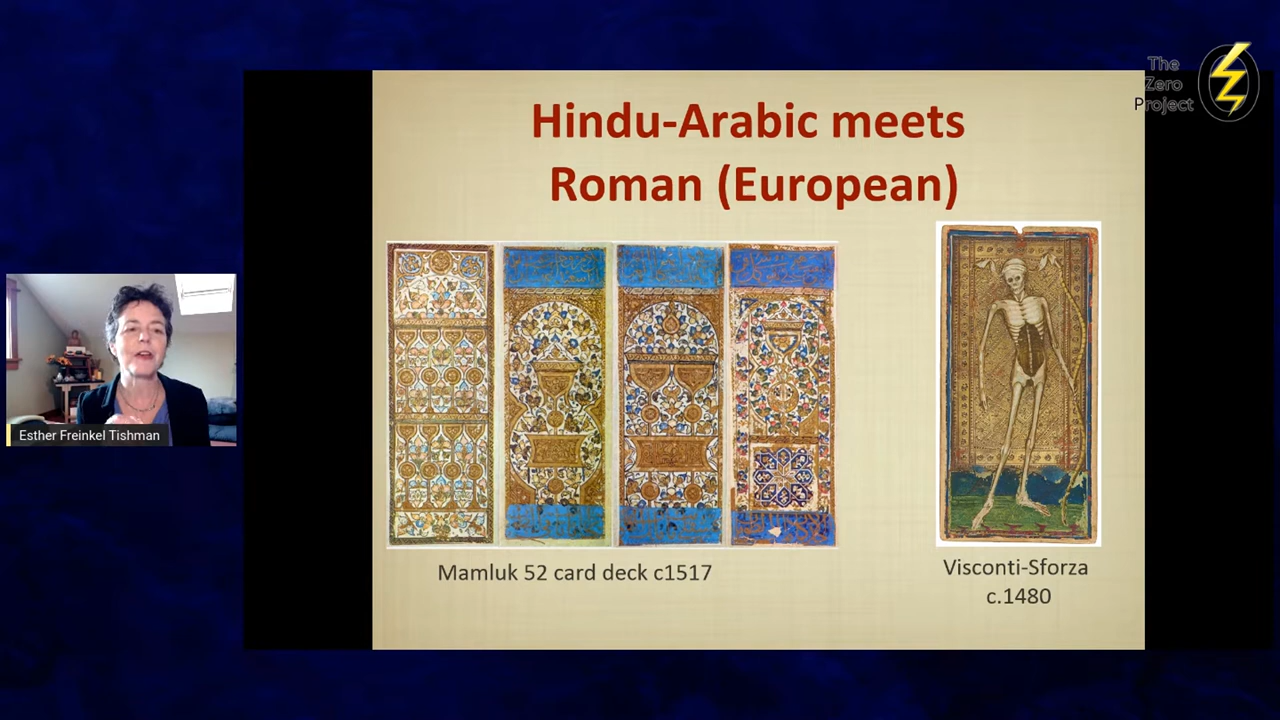 The
Zero
Project
Hindu-Arabic meets
Roman (European)
Esther Freinkel Tishman
Mamluk 52 card deck c1517
Visconti-Sforza
c.1480